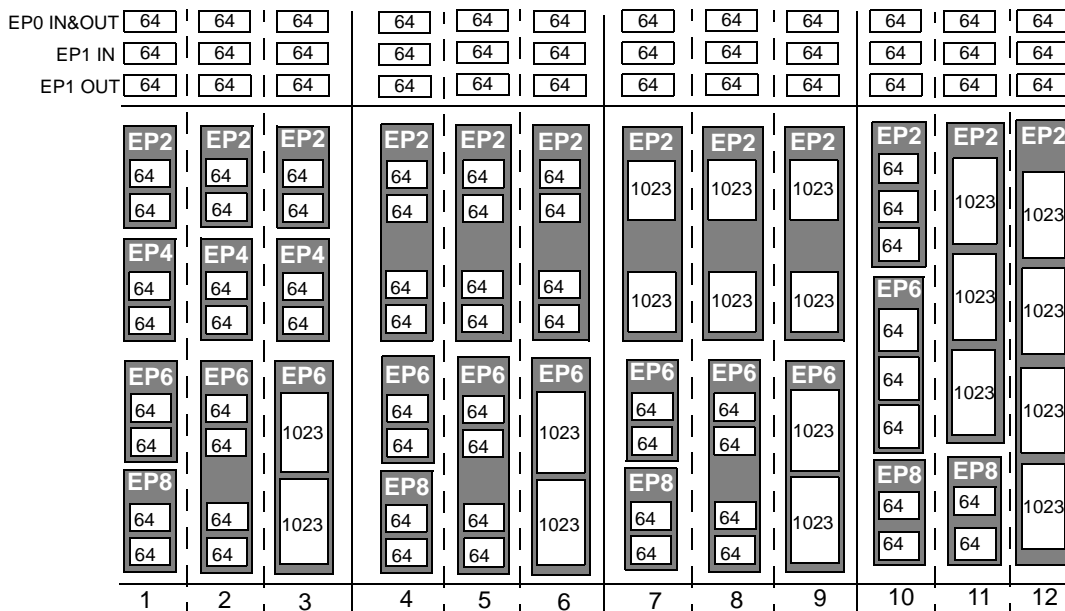 EP0 IN&OUT 64 64 64 64 64 64 64 64 64 64 64 64
EP1 IN 64 64 64 64 64 64 64 64 64 64 64 64
EP1 OUT 64 64 64 64 64 64 64 64 64 64 64 64
EP2 EP2 EP2 EP2 EP2 EP2 EP2 EP2 EP2 EP2 EP2 EP2
64 64 64 64 64 64 1023 1023 1023 64
64 64 64 64 64 64 64 1023 1023
EP4 EP4 EP4 64
64 64 64 64 64 64 1023 1023 1023 EP6 1023 1023
64 64 64 64 64 64 64
EP6 EP6 EP6 EP6 EP6 EP6 EP6 EP6 EP6 64 1023
64 64 64 64 64 64 1023
64 64 1023 64 64 1023 64 64 1023 64
EP8 EP8 EP8 EP8 EP8
64 64 1023 64 64 1023 64 64 1023 64 64 1023
64 64 64 64 64 64 64 64
1 2 3 4 5 6 7 8 9 10 11 12